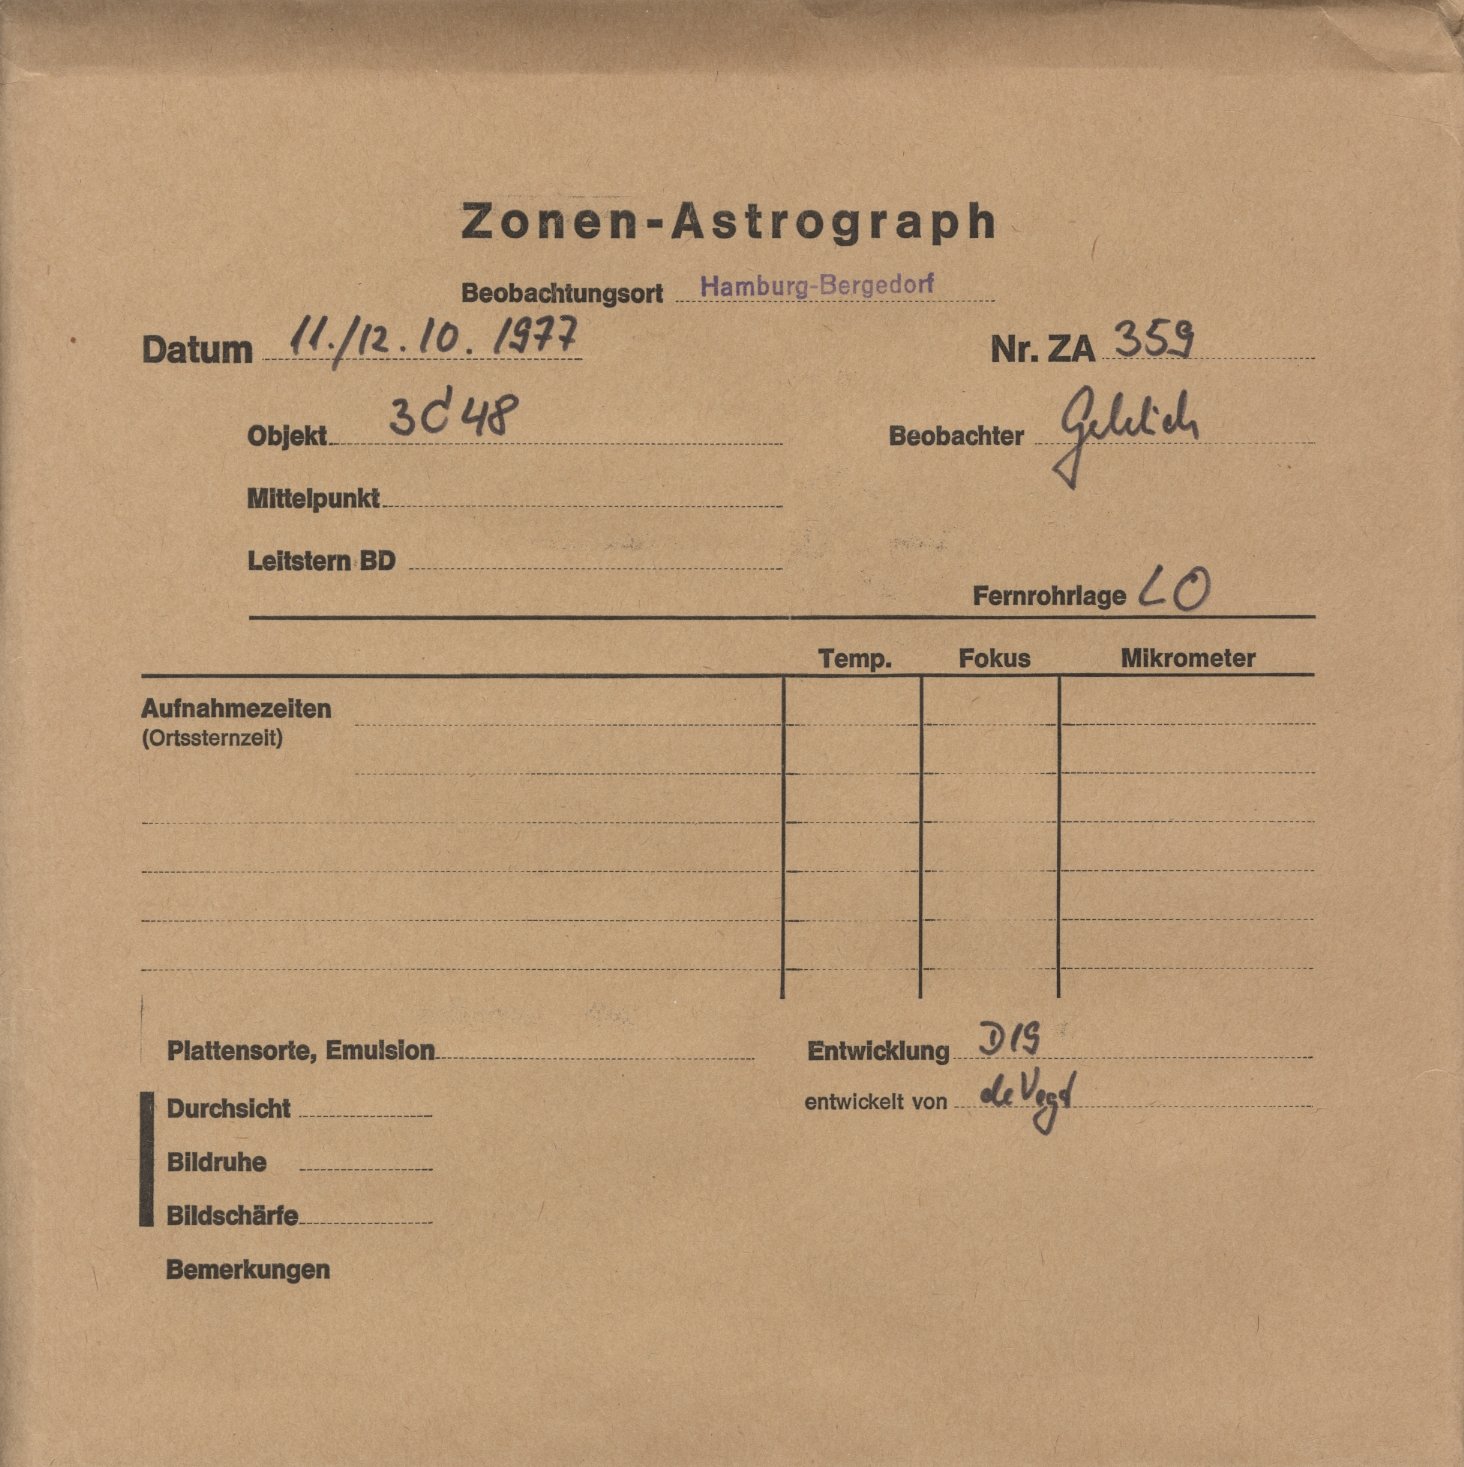 Zonen-Astrograph
Beobachtungsort Hamburg-Bergedorf
Datum 11./12. 10. 1977 Nr. ZA 359
Objekt 3C48 Beobachter
Mittelpunkt
Leitstern BD
Fernrohrlage LO
Temp. Fokus Mikrometer
Aufnahmezeiten
(Ortssternzeit)
Plattensorte, Emulsion Entwicklung D19
Durchsicht entwickelt von de Vegt
Bildruhe
Bildschärfe
Bemerkungen